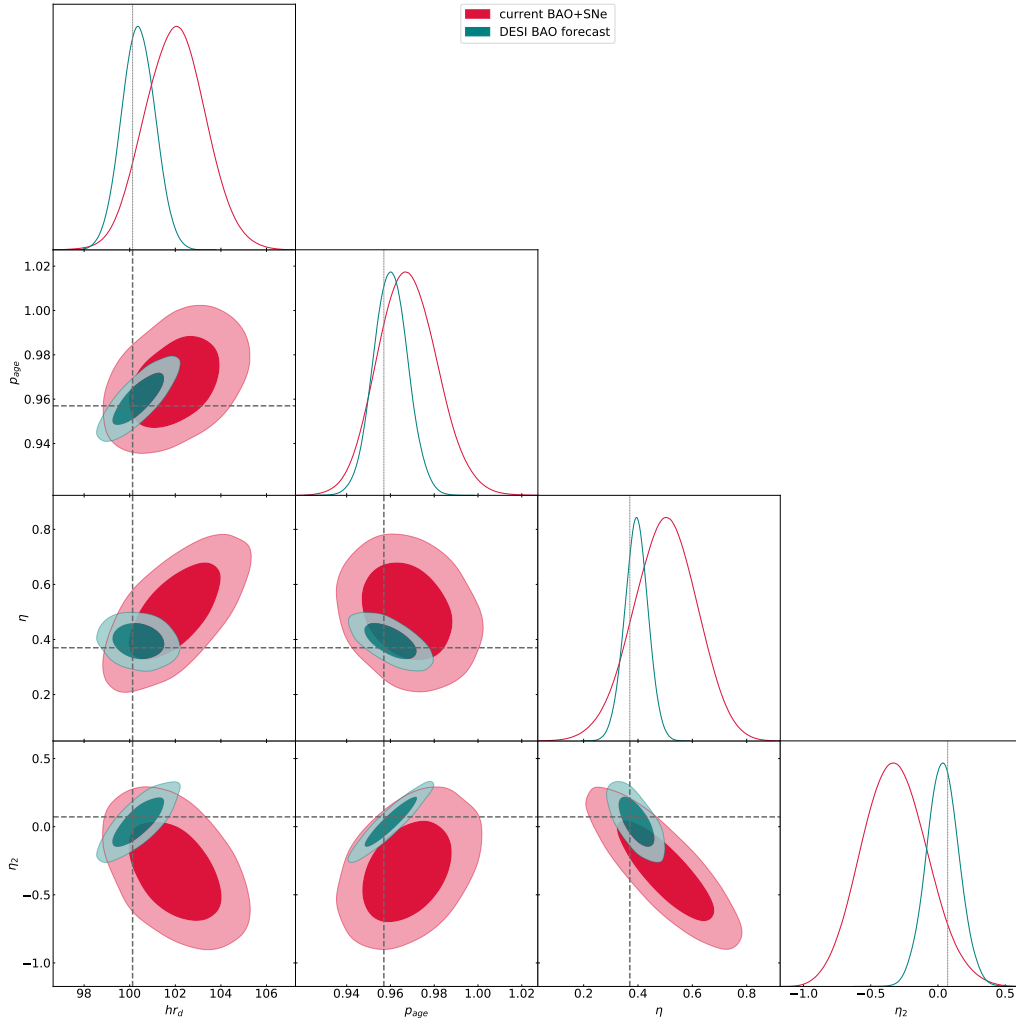 current BAO+SNe
DESI BAO forecast
1.02
1.00
0.98
0.96
0.94
p_age
0.8
0.6
0.4
0.2
η
0.5
0.0
−0.5
−1.0
η₂
98 100 102 104 106
0.94 0.96 0.98 1.00 1.02
0.2 0.4 0.6 0.8
−1.0 −0.5 0.0 0.5
hr_d
p_age
η
η₂